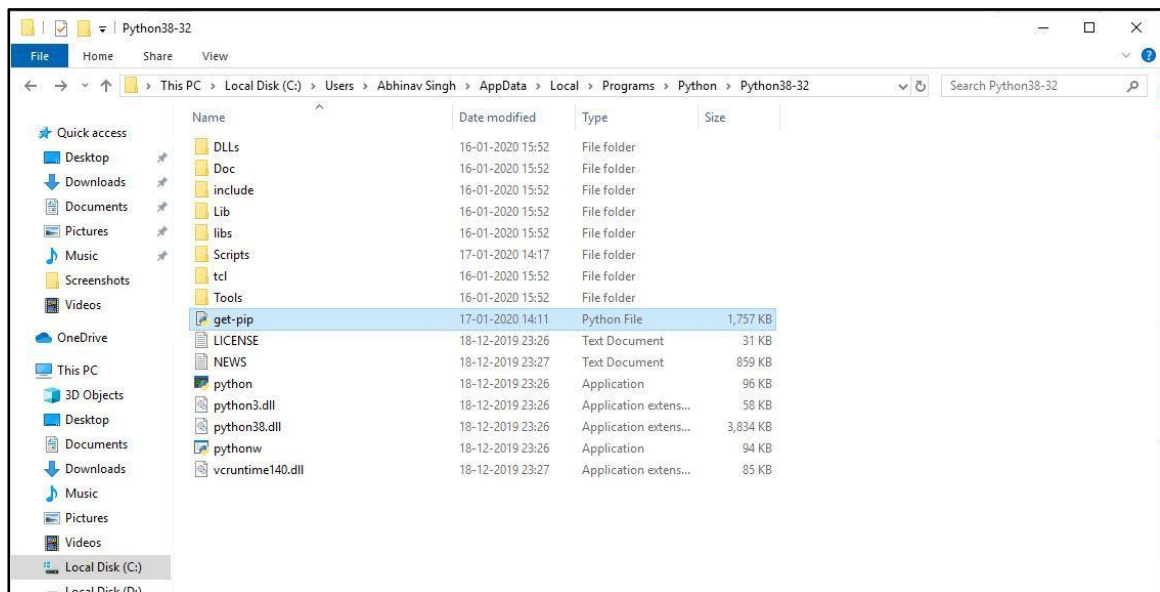 Python38-32
File Home Share View
This PC > Local Disk (C:) > Users > Abhinav Singh > AppData > Local > Programs > Python > Python38-32
Search Python38-32
Quick access
Desktop
Downloads
Documents
Pictures
Music
Screenshots
Videos
OneDrive
This PC
3D Objects
Desktop
Documents
Downloads
Music
Pictures
Videos
Local Disk (C:)
Local Disk (D:)
Name Date modified Type Size
DLLs 16-01-2020 15:52 File folder
Doc 16-01-2020 15:52 File folder
include 16-01-2020 15:52 File folder
Lib 16-01-2020 15:52 File folder
libs 16-01-2020 15:52 File folder
Scripts 17-01-2020 14:17 File folder
tcl 16-01-2020 15:52 File folder
Tools 16-01-2020 15:52 File folder
get-pip 17-01-2020 14:11 Python File 1,757 KB
LICENSE 18-12-2019 23:26 Text Document 31 KB
NEWS 18-12-2019 23:27 Text Document 859 KB
python 18-12-2019 23:26 Application 96 KB
python3.dll 18-12-2019 23:26 Application extens... 58 KB
python38.dll 18-12-2019 23:26 Application extens... 3,834 KB
pythonw 18-12-2019 23:26 Application 94 KB
vcruntime140.dll 18-12-2019 23:27 Application extens... 85 KB